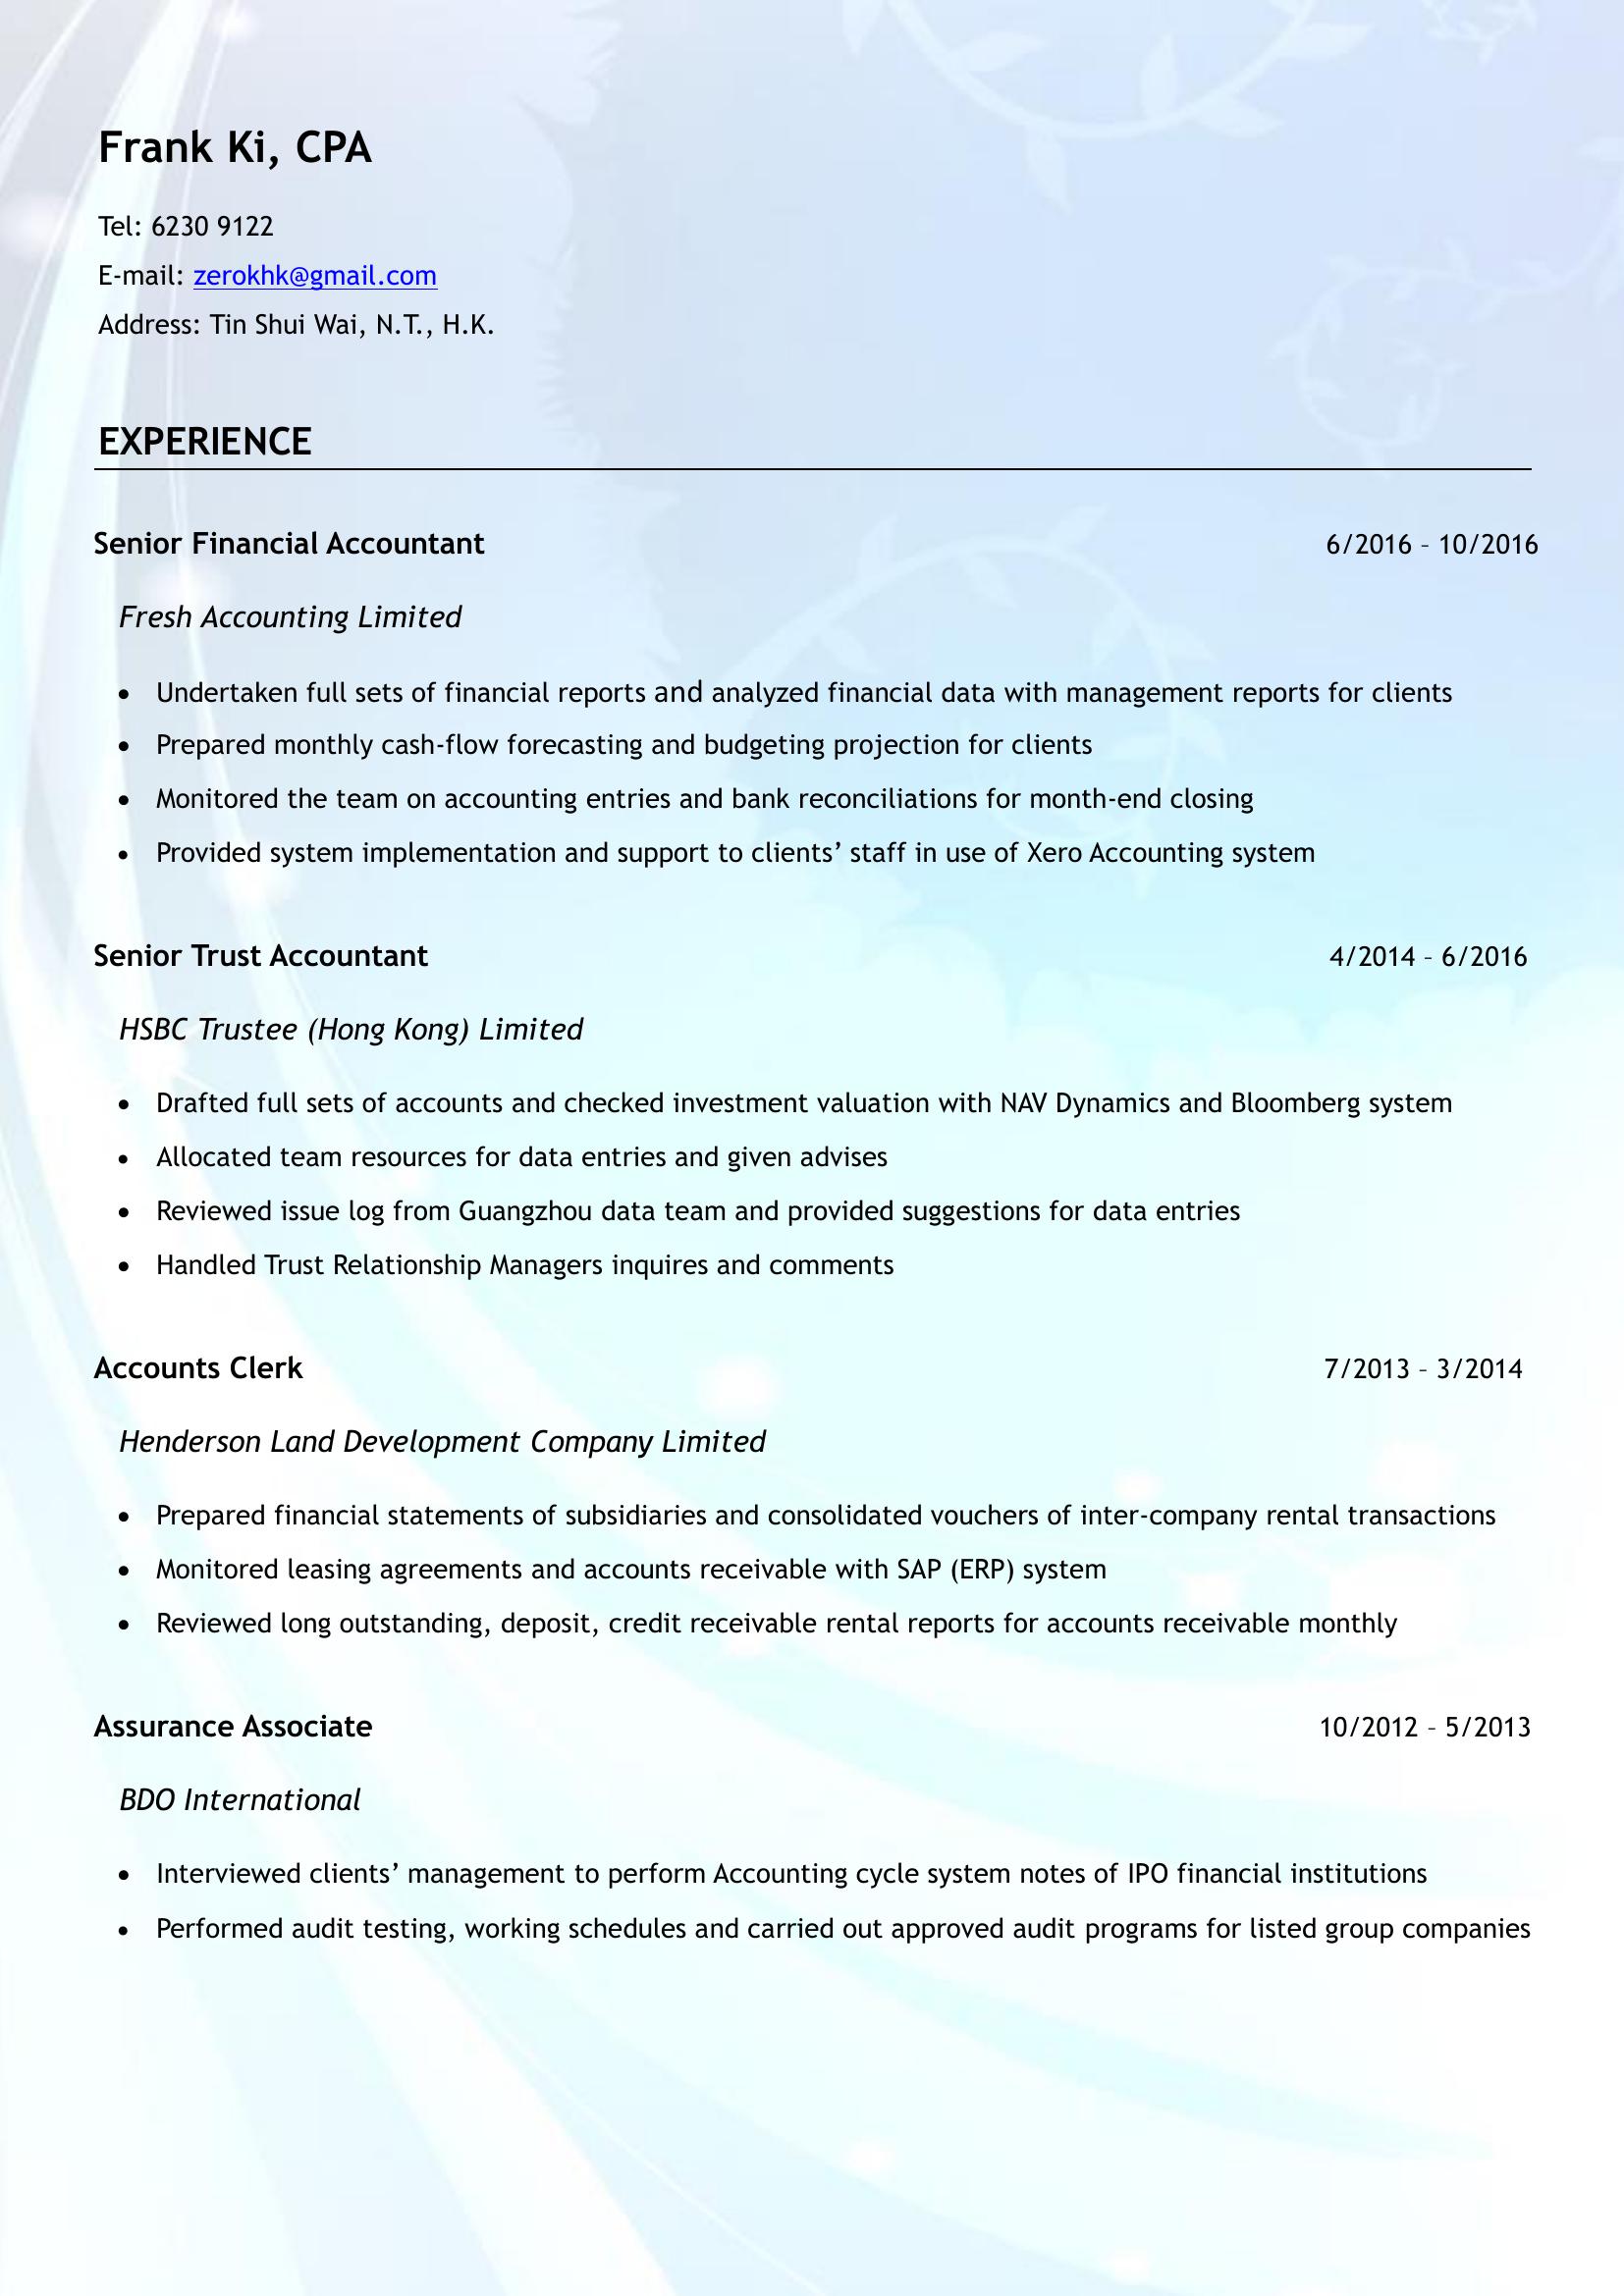 Frank Ki, CPA
Tel: 6230 9122
E-mail: zerokhk@gmail.com
Address: Tin Shui Wai, N.T., H.K.
EXPERIENCE
Senior Financial Accountant 6/2016 – 10/2016
Fresh Accounting Limited
• Undertaken full sets of financial reports and analyzed financial data with management reports for clients
• Prepared monthly cash-flow forecasting and budgeting projection for clients
• Monitored the team on accounting entries and bank reconciliations for month-end closing
• Provided system implementation and support to clients’ staff in use of Xero Accounting system
Senior Trust Accountant 4/2014 – 6/2016
HSBC Trustee (Hong Kong) Limited
• Drafted full sets of accounts and checked investment valuation with NAV Dynamics and Bloomberg system
• Allocated team resources for data entries and given advises
• Reviewed issue log from Guangzhou data team and provided suggestions for data entries
• Handled Trust Relationship Managers inquires and comments
Accounts Clerk 7/2013 – 3/2014
Henderson Land Development Company Limited
• Prepared financial statements of subsidiaries and consolidated vouchers of inter-company rental transactions
• Monitored leasing agreements and accounts receivable with SAP (ERP) system
• Reviewed long outstanding, deposit, credit receivable rental reports for accounts receivable monthly
Assurance Associate 10/2012 – 5/2013
BDO International
• Interviewed clients’ management to perform Accounting cycle system notes of IPO financial institutions
• Performed audit testing, working schedules and carried out approved audit programs for listed group companies